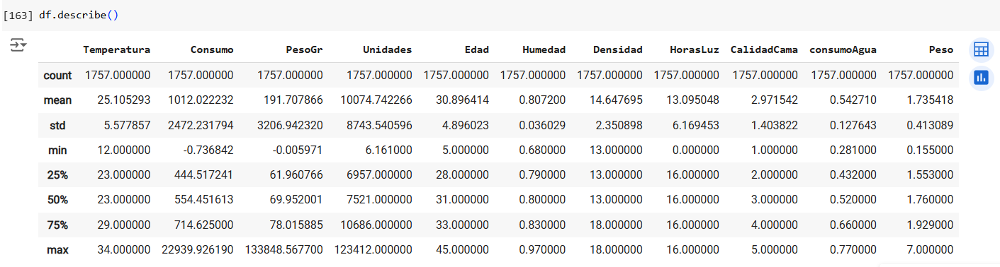 [163] df.describe()
Temperatura Consumo PesoGr Unidades Edad Humedad Densidad HorasLuz CalidadCama consumoAgua Peso
count 1757.000000 1757.000000 1757.000000 1757.000000 1757.000000 1757.000000 1757.000000 1757.000000 1757.000000 1757.000000 1757.000000
mean 25.105293 1012.022232 191.707866 10074.742266 30.896414 0.807200 14.647695 13.095048 2.971542 0.542710 1.735418
std 5.577857 2472.231794 3206.942320 8743.540596 4.896023 0.036029 2.350898 6.169453 1.403822 0.127643 0.413089
min 12.000000 -0.736842 -0.005971 6.161000 5.000000 0.680000 13.000000 0.000000 1.000000 0.281000 0.155000
25% 23.000000 444.517241 61.960766 6957.000000 28.000000 0.790000 13.000000 16.000000 2.000000 0.432000 1.553000
50% 23.000000 554.451613 69.952001 7521.000000 31.000000 0.800000 13.000000 16.000000 3.000000 0.520000 1.760000
75% 29.000000 714.625000 78.015885 10686.000000 33.000000 0.830000 18.000000 16.000000 4.000000 0.660000 1.929000
max 34.000000 22939.926190 133848.567700 123412.000000 45.000000 0.970000 18.000000 16.000000 5.000000 0.770000 7.000000